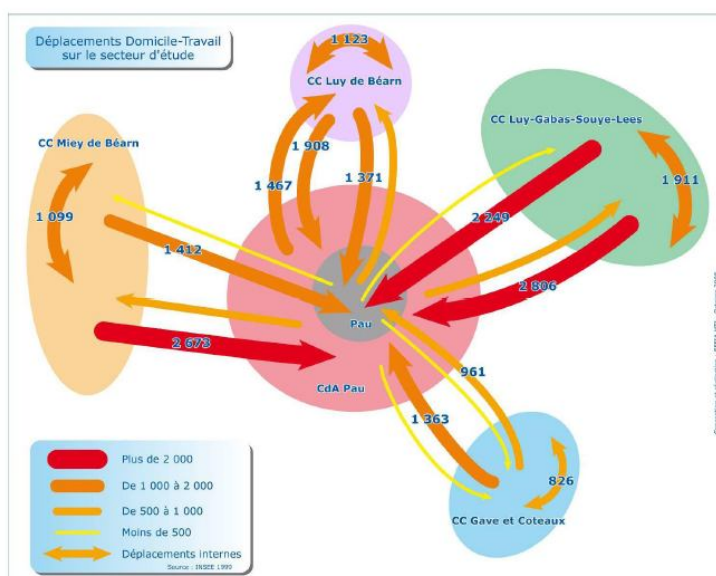 Déplacements Domicile-Travail
sur le secteur d'étude
1 123
CC Luy de Béarn
CC Luy-Gabas-Souye-Lees
CC Miey de Béarn
1 908
1 467
1 371
1 911
1 099
2 249
1 412
2 806
Pau
2 673
961
CdA Pau
1 363
826
CC Gave et Coteaux
Plus de 2 000
De 1 000 à 2 000
De 500 à 1 000
Moins de 500
Déplacements internes
Source : INSEE 1999